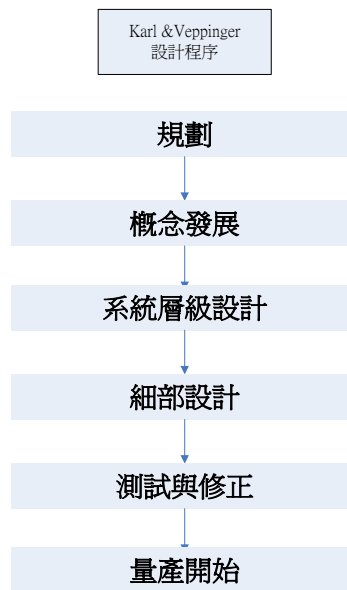 Karl &Veppinger
設計程序
規劃
概念發展
系統層級設計
細部設計
測試與修正
量產開始